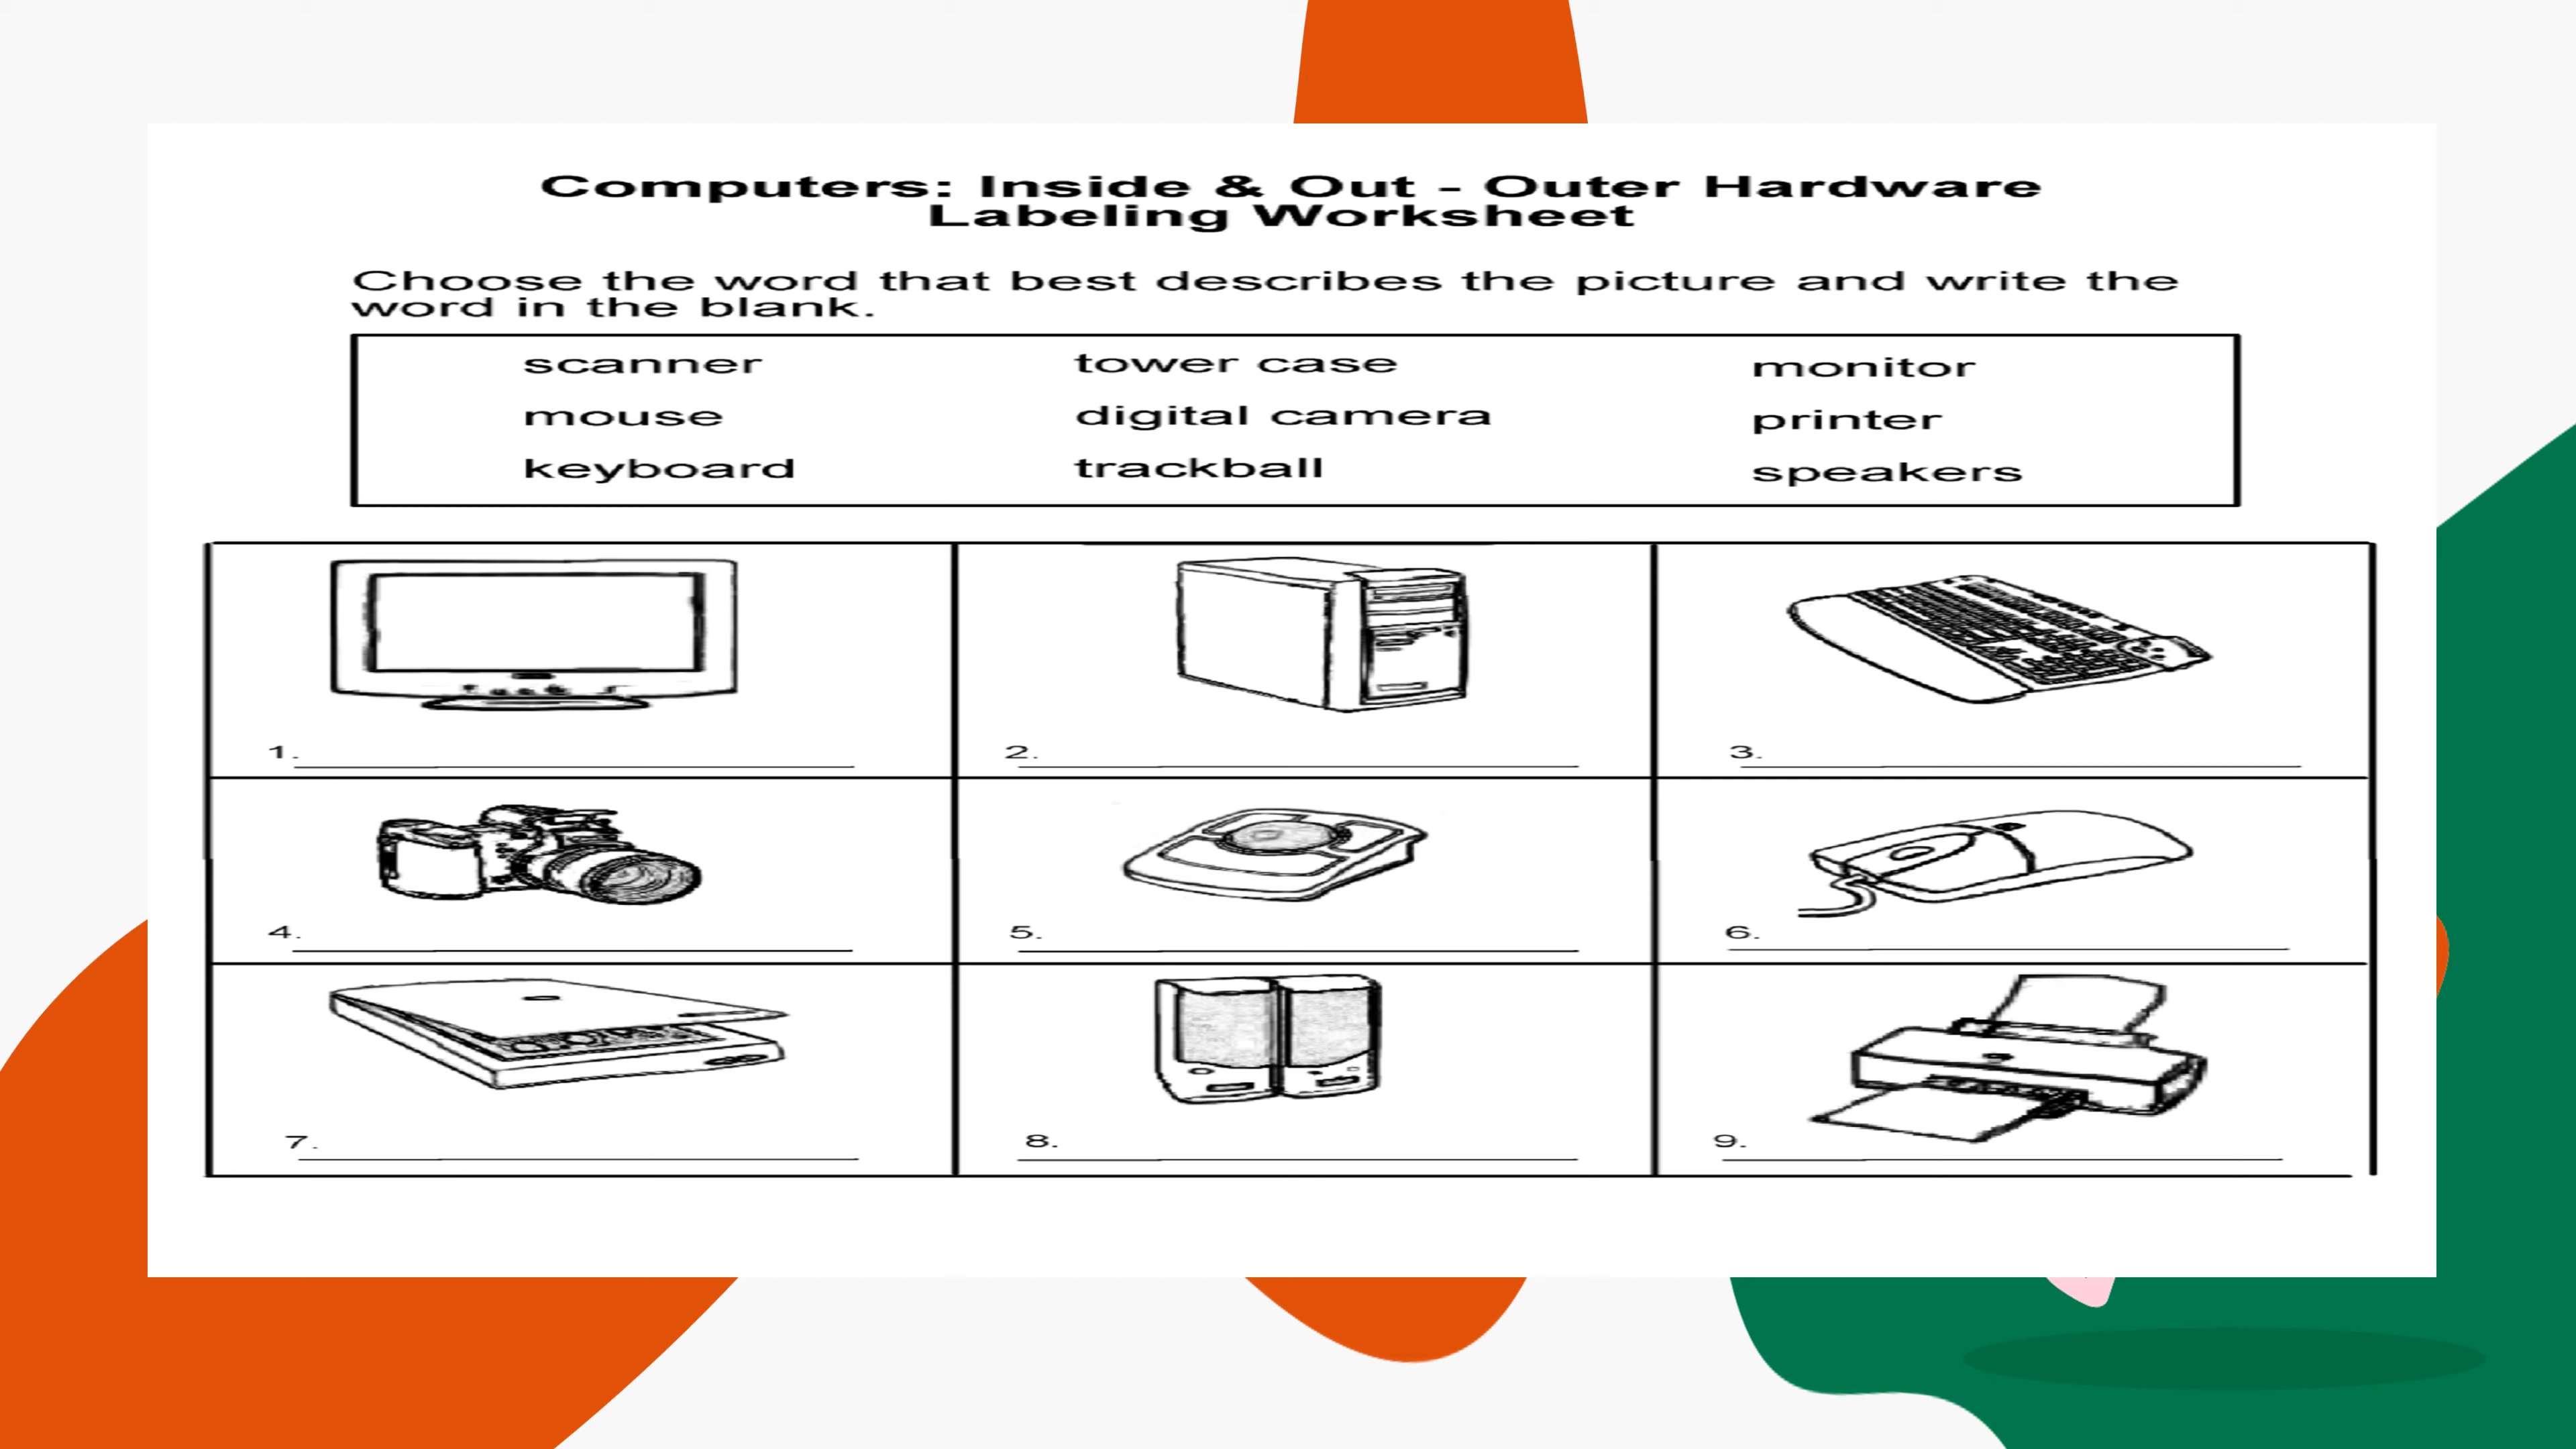 Computers: Inside & Out - Outer Hardware
Labeling Worksheet
Choose the word that best describes the picture and write the
word in the blank.
scanner tower case monitor
mouse digital camera printer
keyboard trackball speakers
1. 2. 3.
4. 5. 6.
7. 8. 9.